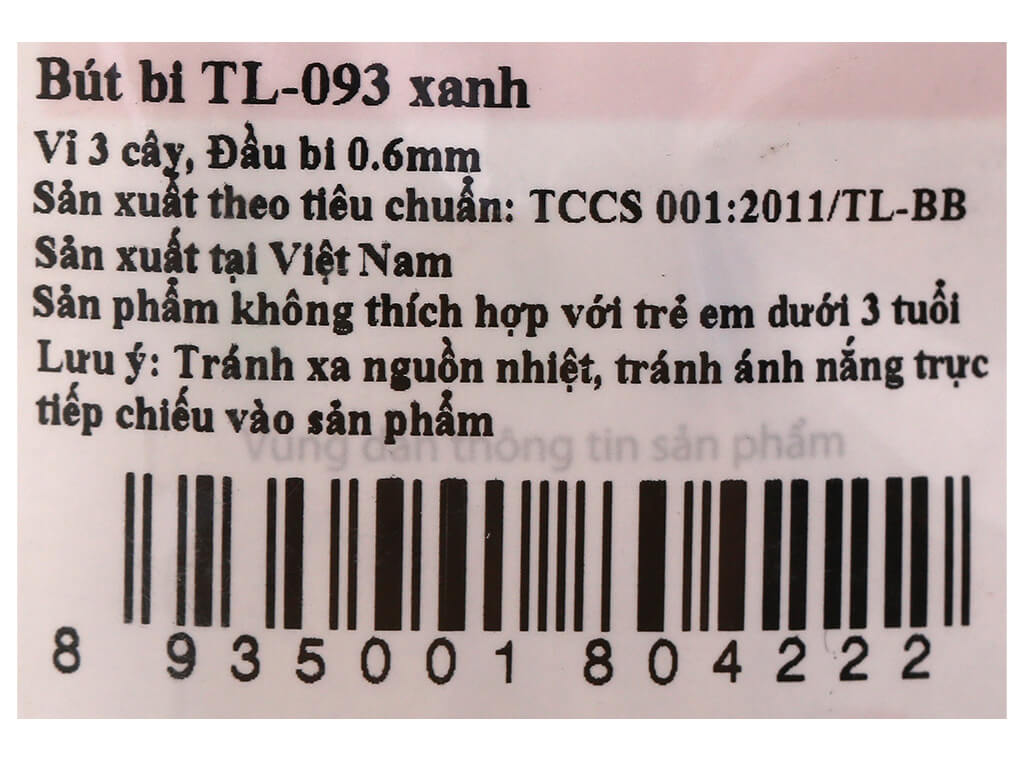 Bút bi TL-093 xanh
Vỉ 3 cây, Đầu bi 0.6mm
Sản xuất theo tiêu chuẩn: TCCS 001:2011/TL-BB
Sản xuất tại Việt Nam
Sản phẩm không thích hợp với trẻ em dưới 3 tuổi
Lưu ý: Tránh xa nguồn nhiệt, tránh ánh nắng trực
tiếp chiếu vào sản phẩm
Vùng dán thông tin sản phẩm
8 935001 804222